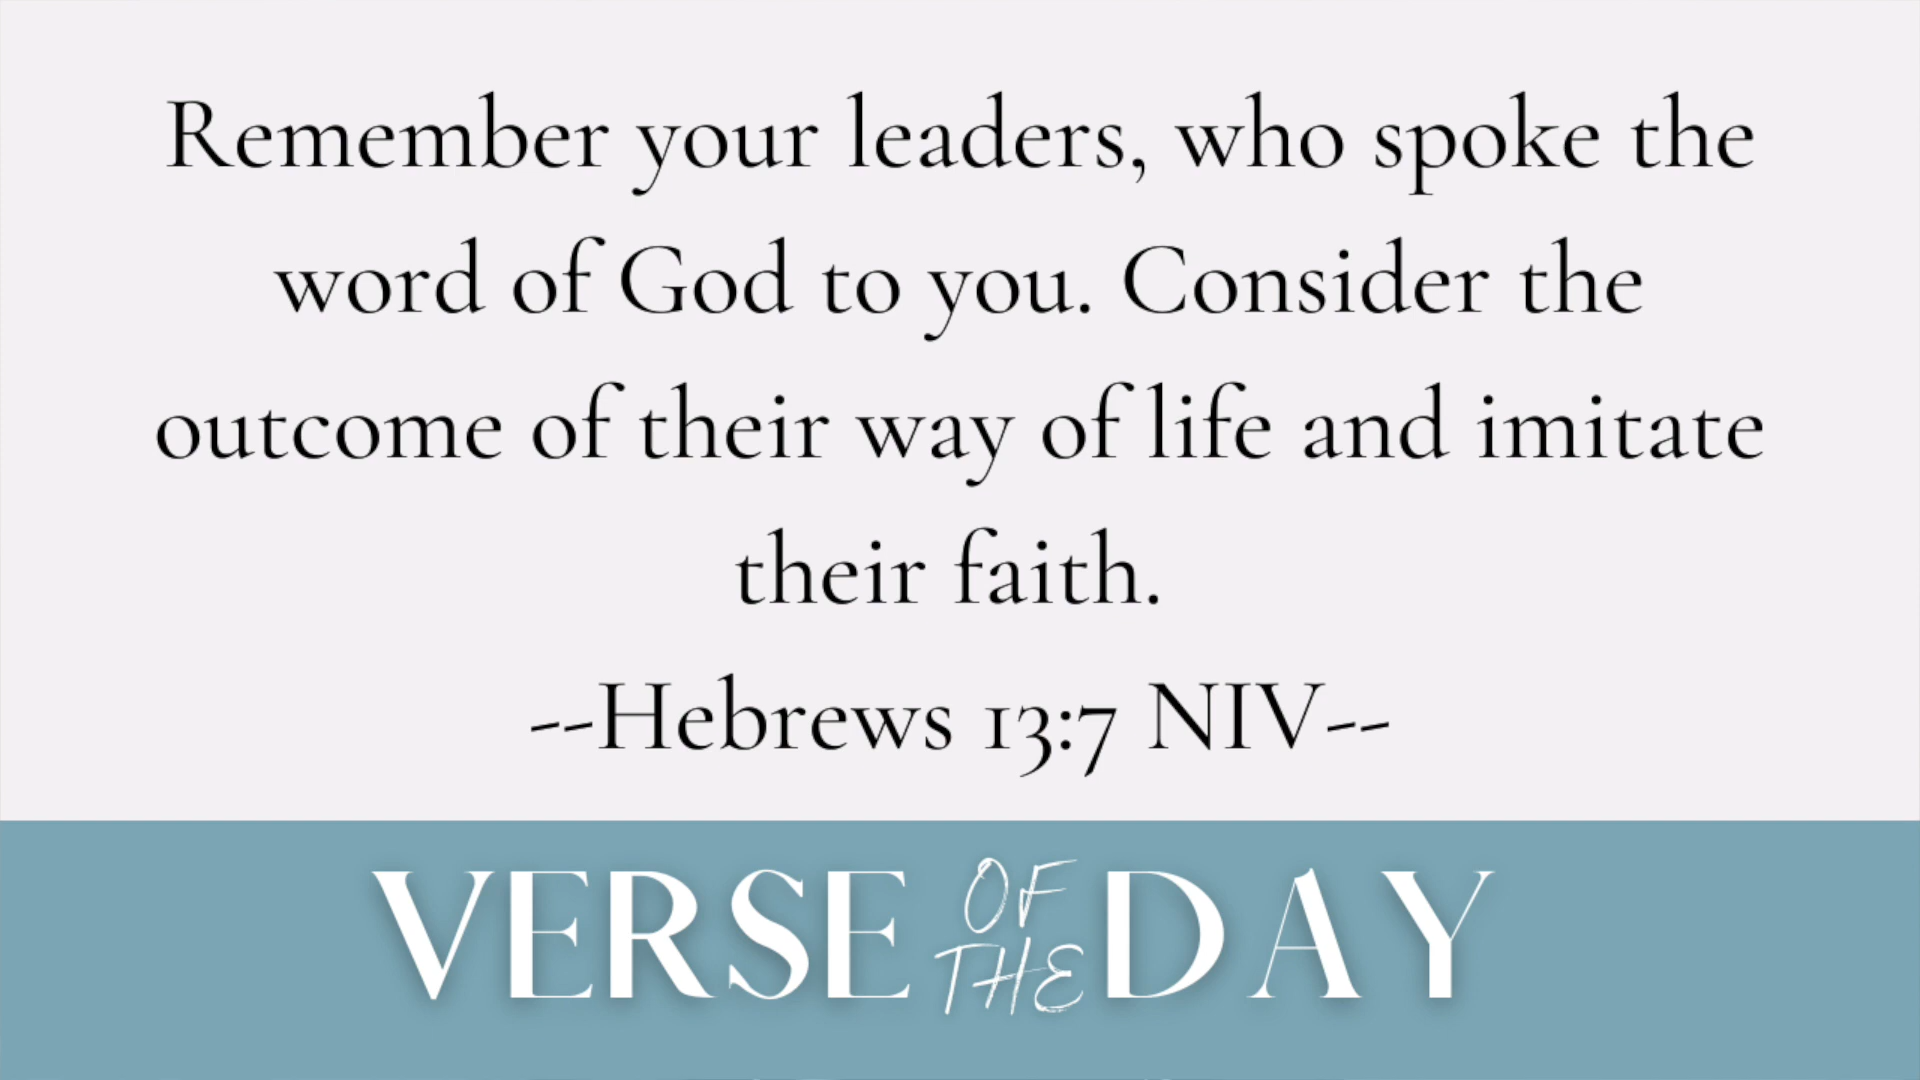 Remember your leaders, who spoke the
word of God to you. Consider the
outcome of their way of life and imitate
their faith.
--Hebrews 13:7 NIV--
VERSE OF THE DAY